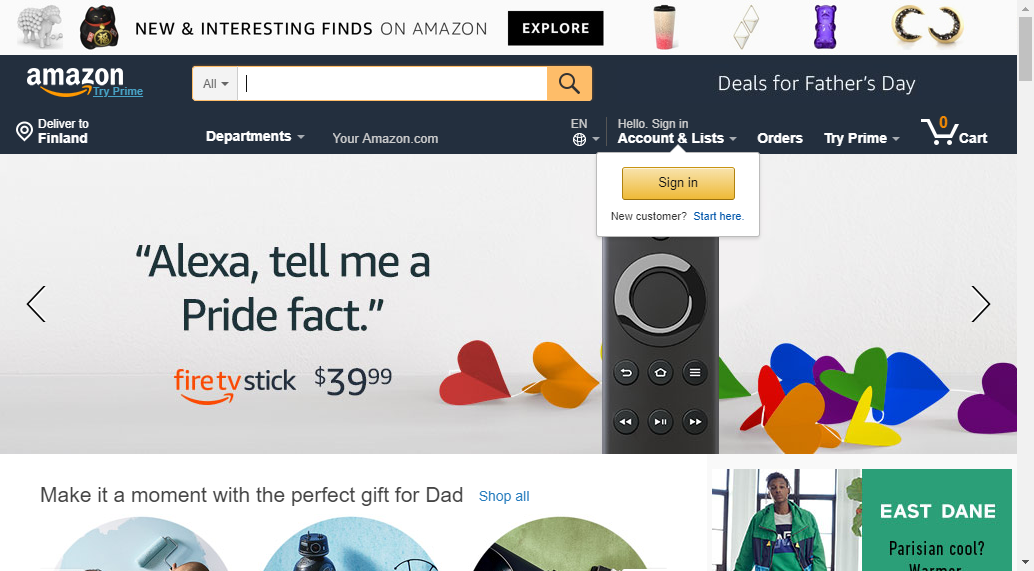 NEW & INTERESTING FINDS ON AMAZON EXPLORE
amazon
Try Prime
All
Deals for Father's Day
Deliver to
Finland
Departments
Your Amazon.com
EN
Hello. Sign in
Account & Lists
Orders
Try Prime
0
Cart
Sign in
New customer? Start here.
“Alexa, tell me a
Pride fact.”
fire tv stick $3999
Make it a moment with the perfect gift for Dad Shop all
EAST DANE
Parisian cool?
Warmer